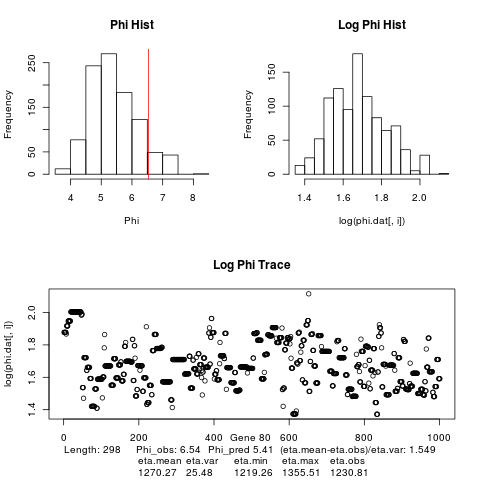 Phi Hist
Log Phi Hist
Frequency
0 50 150 250
4 5 6 7 8
Phi
Frequency
0 50 100 150
1.4 1.6 1.8 2.0
log(phi.dat[, i])
Log Phi Trace
log(phi.dat[, i])
1.4 1.6 1.8 2.0
0 200 400 600 800 1000
Gene 80
Length: 298 Phi_obs: 6.54 Phi_pred 5.41 (eta.mean-eta.obs)/eta.var: 1.549
eta.mean eta.var eta.min eta.max eta.obs
1270.27 25.48 1219.26 1355.51 1230.81